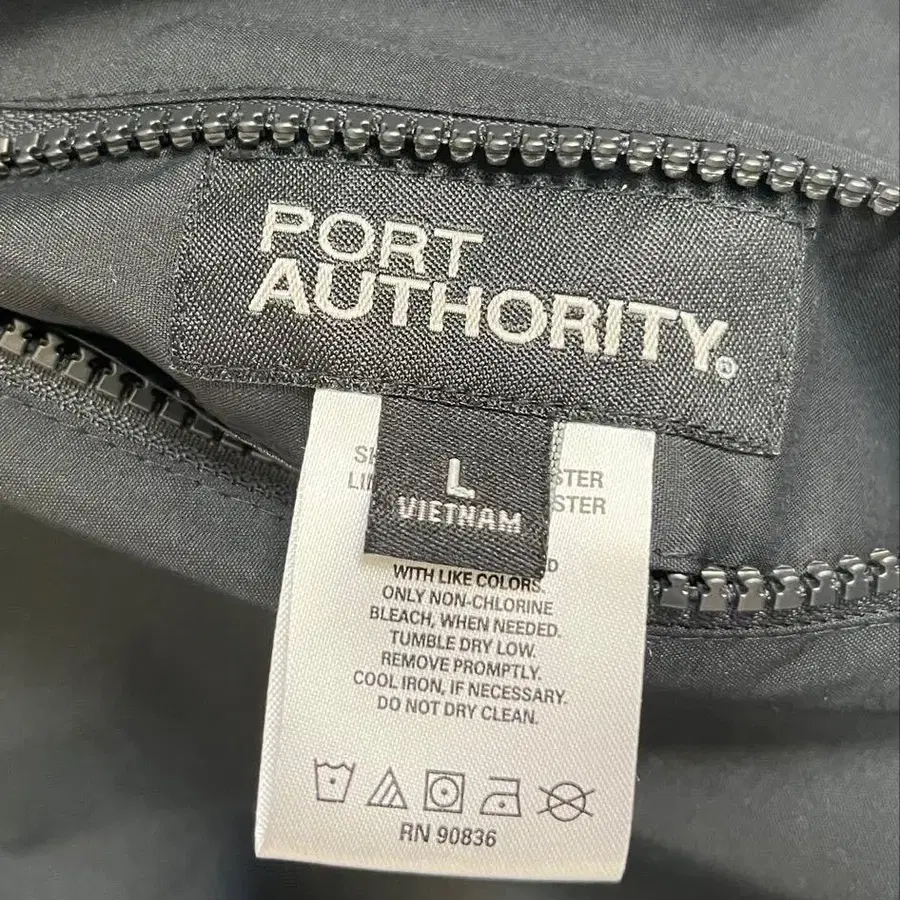 PORT
AUTHORITY®
L
VIETNAM
WITH LIKE COLORS.
ONLY NON-CHLORINE
BLEACH, WHEN NEEDED.
TUMBLE DRY LOW.
REMOVE PROMPTLY.
COOL IRON, IF NECESSARY.
DO NOT DRY CLEAN.
RN 90836